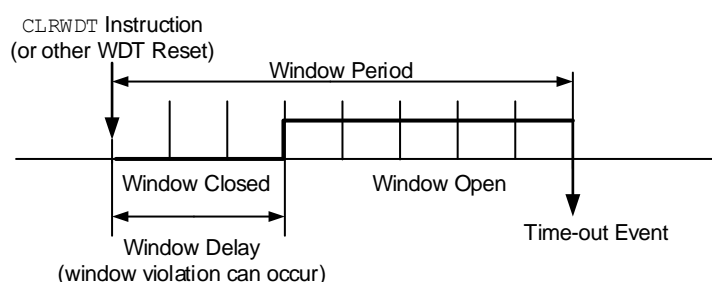 CLRWDT Instruction
(or other WDT Reset)
Window Period
Window Closed
Window Open
Window Delay
(window violation can occur)
Time-out Event